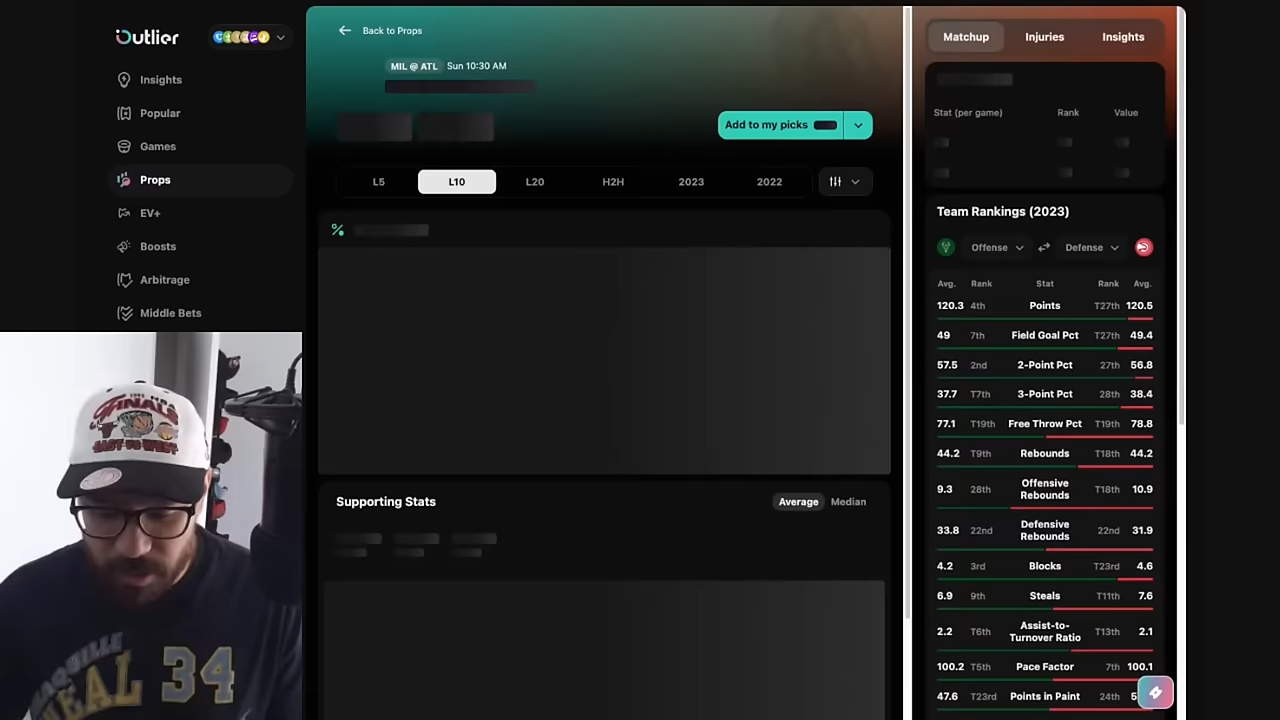 Outlier
Insights
Popular
Games
Props
EV+
Boosts
Arbitrage
Middle Bets
Back to Props
MIL @ ATL Sun 10:30 AM
Add to my picks
L5 L10 L20 H2H 2023 2022
%
Supporting Stats Average Median
Matchup Injuries Insights
Stat (per game) Rank Value
Team Rankings (2023)
Offense Defense
Avg. Rank Stat Rank Avg.
120.3 4th Points T27th 120.5
49 7th Field Goal Pct T27th 49.4
57.5 2nd 2-Point Pct 27th 56.8
37.7 T7th 3-Point Pct 28th 38.4
77.1 T19th Free Throw Pct T19th 78.8
44.2 T9th Rebounds T18th 44.2
9.3 28th Offensive Rebounds T18th 10.9
33.8 22nd Defensive Rebounds 22nd 31.9
4.2 3rd Blocks T23rd 4.6
6.9 9th Steals T11th 7.6
2.2 T6th Assist-to-Turnover Ratio T13th 2.1
100.2 T5th Pace Factor 7th 100.1
47.6 T23rd Points in Paint 24th
FINALS
EAST VS WEST
34